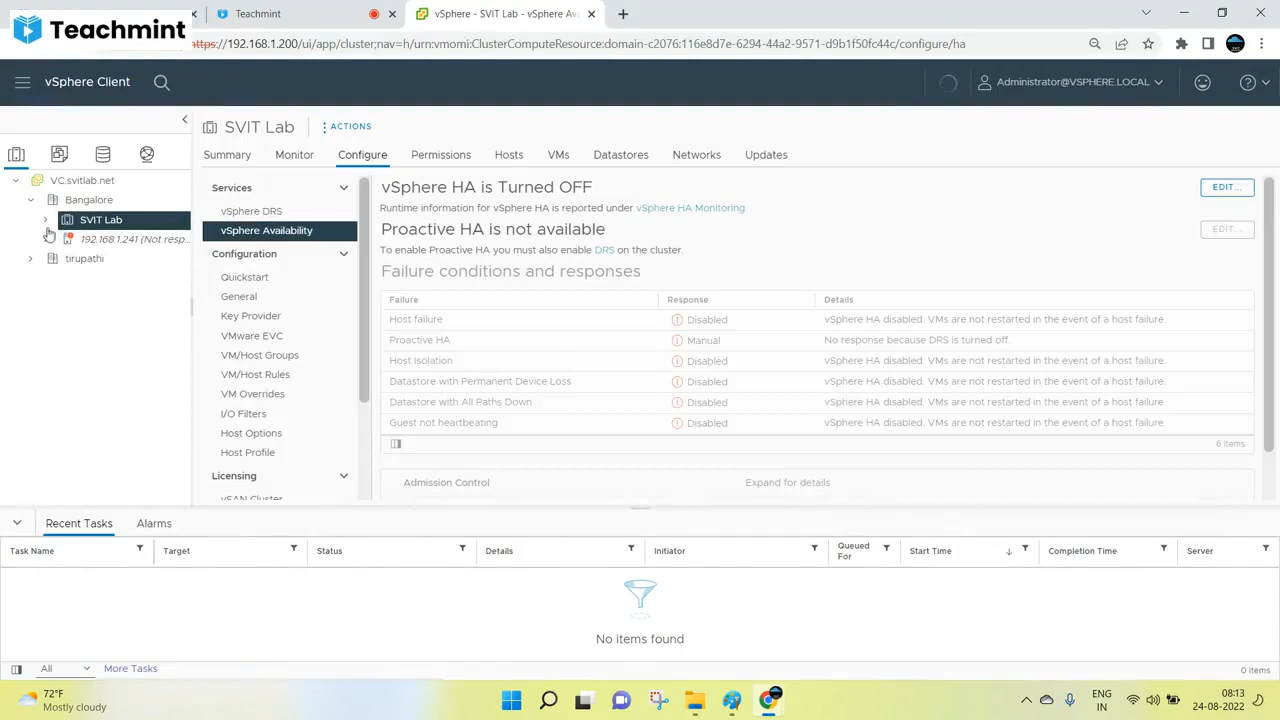 Teachmint
Teachmint
vSphere - SVIT Lab - vSphere Ava
https://192.168.1.200/ui/app/cluster;nav=h/urn:vmomi:ClusterComputeResource:domain-c2076:116e8d7e-6294-44a2-9571-d9b1f50fc44c/configure/ha
vSphere Client
Administrator@VSPHERE.LOCAL
SVIT Lab
ACTIONS
Summary Monitor Configure Permissions Hosts VMs Datastores Networks Updates
VC.svitlab.net
Bangalore
SVIT Lab
192.168.1.241 (Not resp...
tirupathi
Services
vSphere DRS
vSphere Availability
Configuration
Quickstart
General
Key Provider
VMware EVC
VM/Host Groups
VM/Host Rules
VM Overrides
I/O Filters
Host Options
Host Profile
Licensing
vSAN Cluster
vSphere HA is Turned OFF
EDIT...
Runtime information for vSphere HA is reported under vSphere HA Monitoring
Proactive HA is not available
EDIT...
To enable Proactive HA you must also enable DRS on the cluster.
Failure conditions and responses
Failure Response Details
Host failure Disabled vSphere HA disabled. VMs are not restarted in the event of a host failure.
Proactive HA Manual No response because DRS is turned off.
Host Isolation Disabled vSphere HA disabled. VMs are not restarted in the event of a host failure.
Datastore with Permanent Device Loss Disabled vSphere HA disabled. VMs are not restarted in the event of a host failure.
Datastore with All Paths Down Disabled vSphere HA disabled. VMs are not restarted in the event of a host failure.
Guest not heartbeating Disabled vSphere HA disabled. VMs are not restarted in the event of a host failure.
6 items
Admission Control Expand for details
Recent Tasks Alarms
Task Name Target Status Details Initiator Queued For Start Time Completion Time Server
No items found
All More Tasks
0 items
72°F
Mostly cloudy
ENG
IN
08:13
24-08-2022